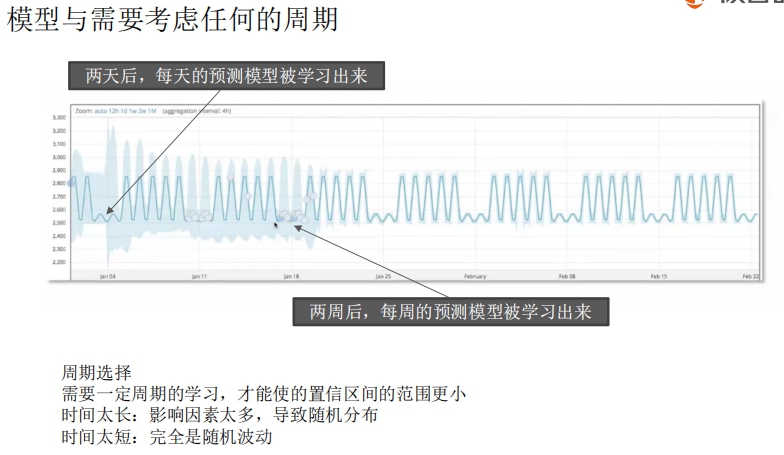 模型与需要考虑任何的周期
两天后，每天的预测模型被学习出来
Zoom: auto 12h 1d 1w 2w 1M (aggregation interval: 4h)
3,300
3,200
3,100
3,000
2,900
2,800
2,700
2,600
2,500
2,400
2,300
2,200
Jan 04
Jan 11
Jan 18
Jan 25
February
Feb 08
Feb 15
Feb 22
两周后，每周的预测模型被学习出来
周期选择
需要一定周期的学习，才能使的置信区间的范围更小
时间太长：影响因素太多，导致随机分布
时间太短：完全是随机波动